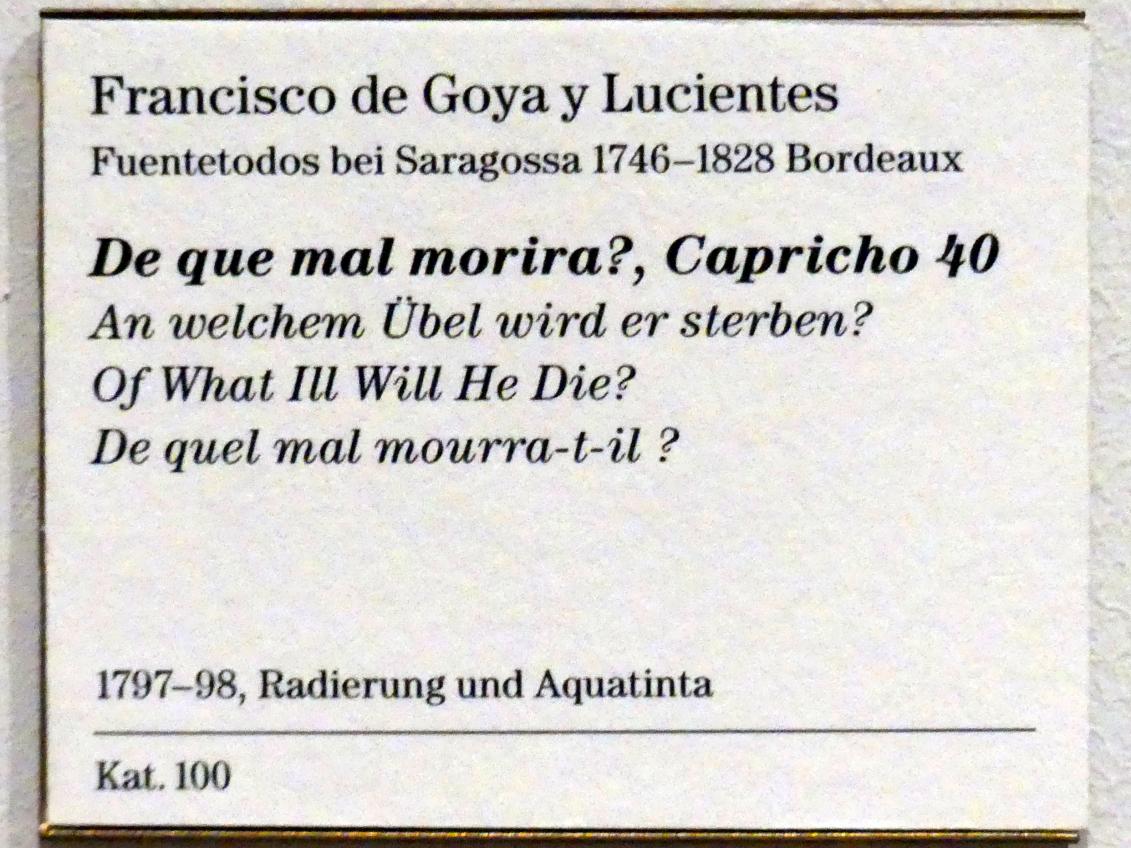 Francisco de Goya y Lucientes
Fuentetodos bei Saragossa 1746–1828 Bordeaux
De que mal morira?, Capricho 40
An welchem Übel wird er sterben?
Of What Ill Will He Die?
De quel mal mourra-t-il ?
1797–98, Radierung und Aquatinta
Kat. 100